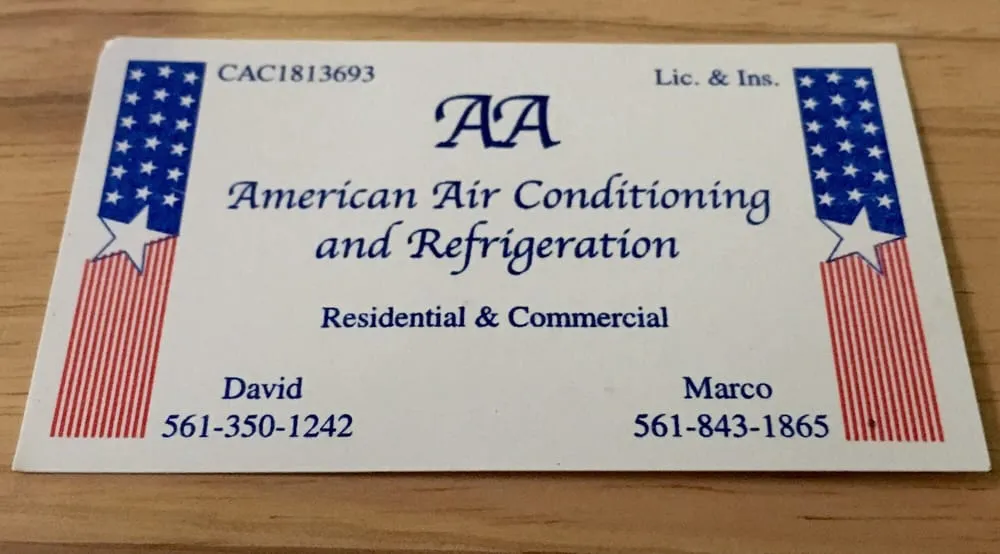 CAC1813693 Lic. & Ins.
AA
American Air Conditioning
and Refrigeration
Residential & Commercial
David Marco
561-350-1242 561-843-1865